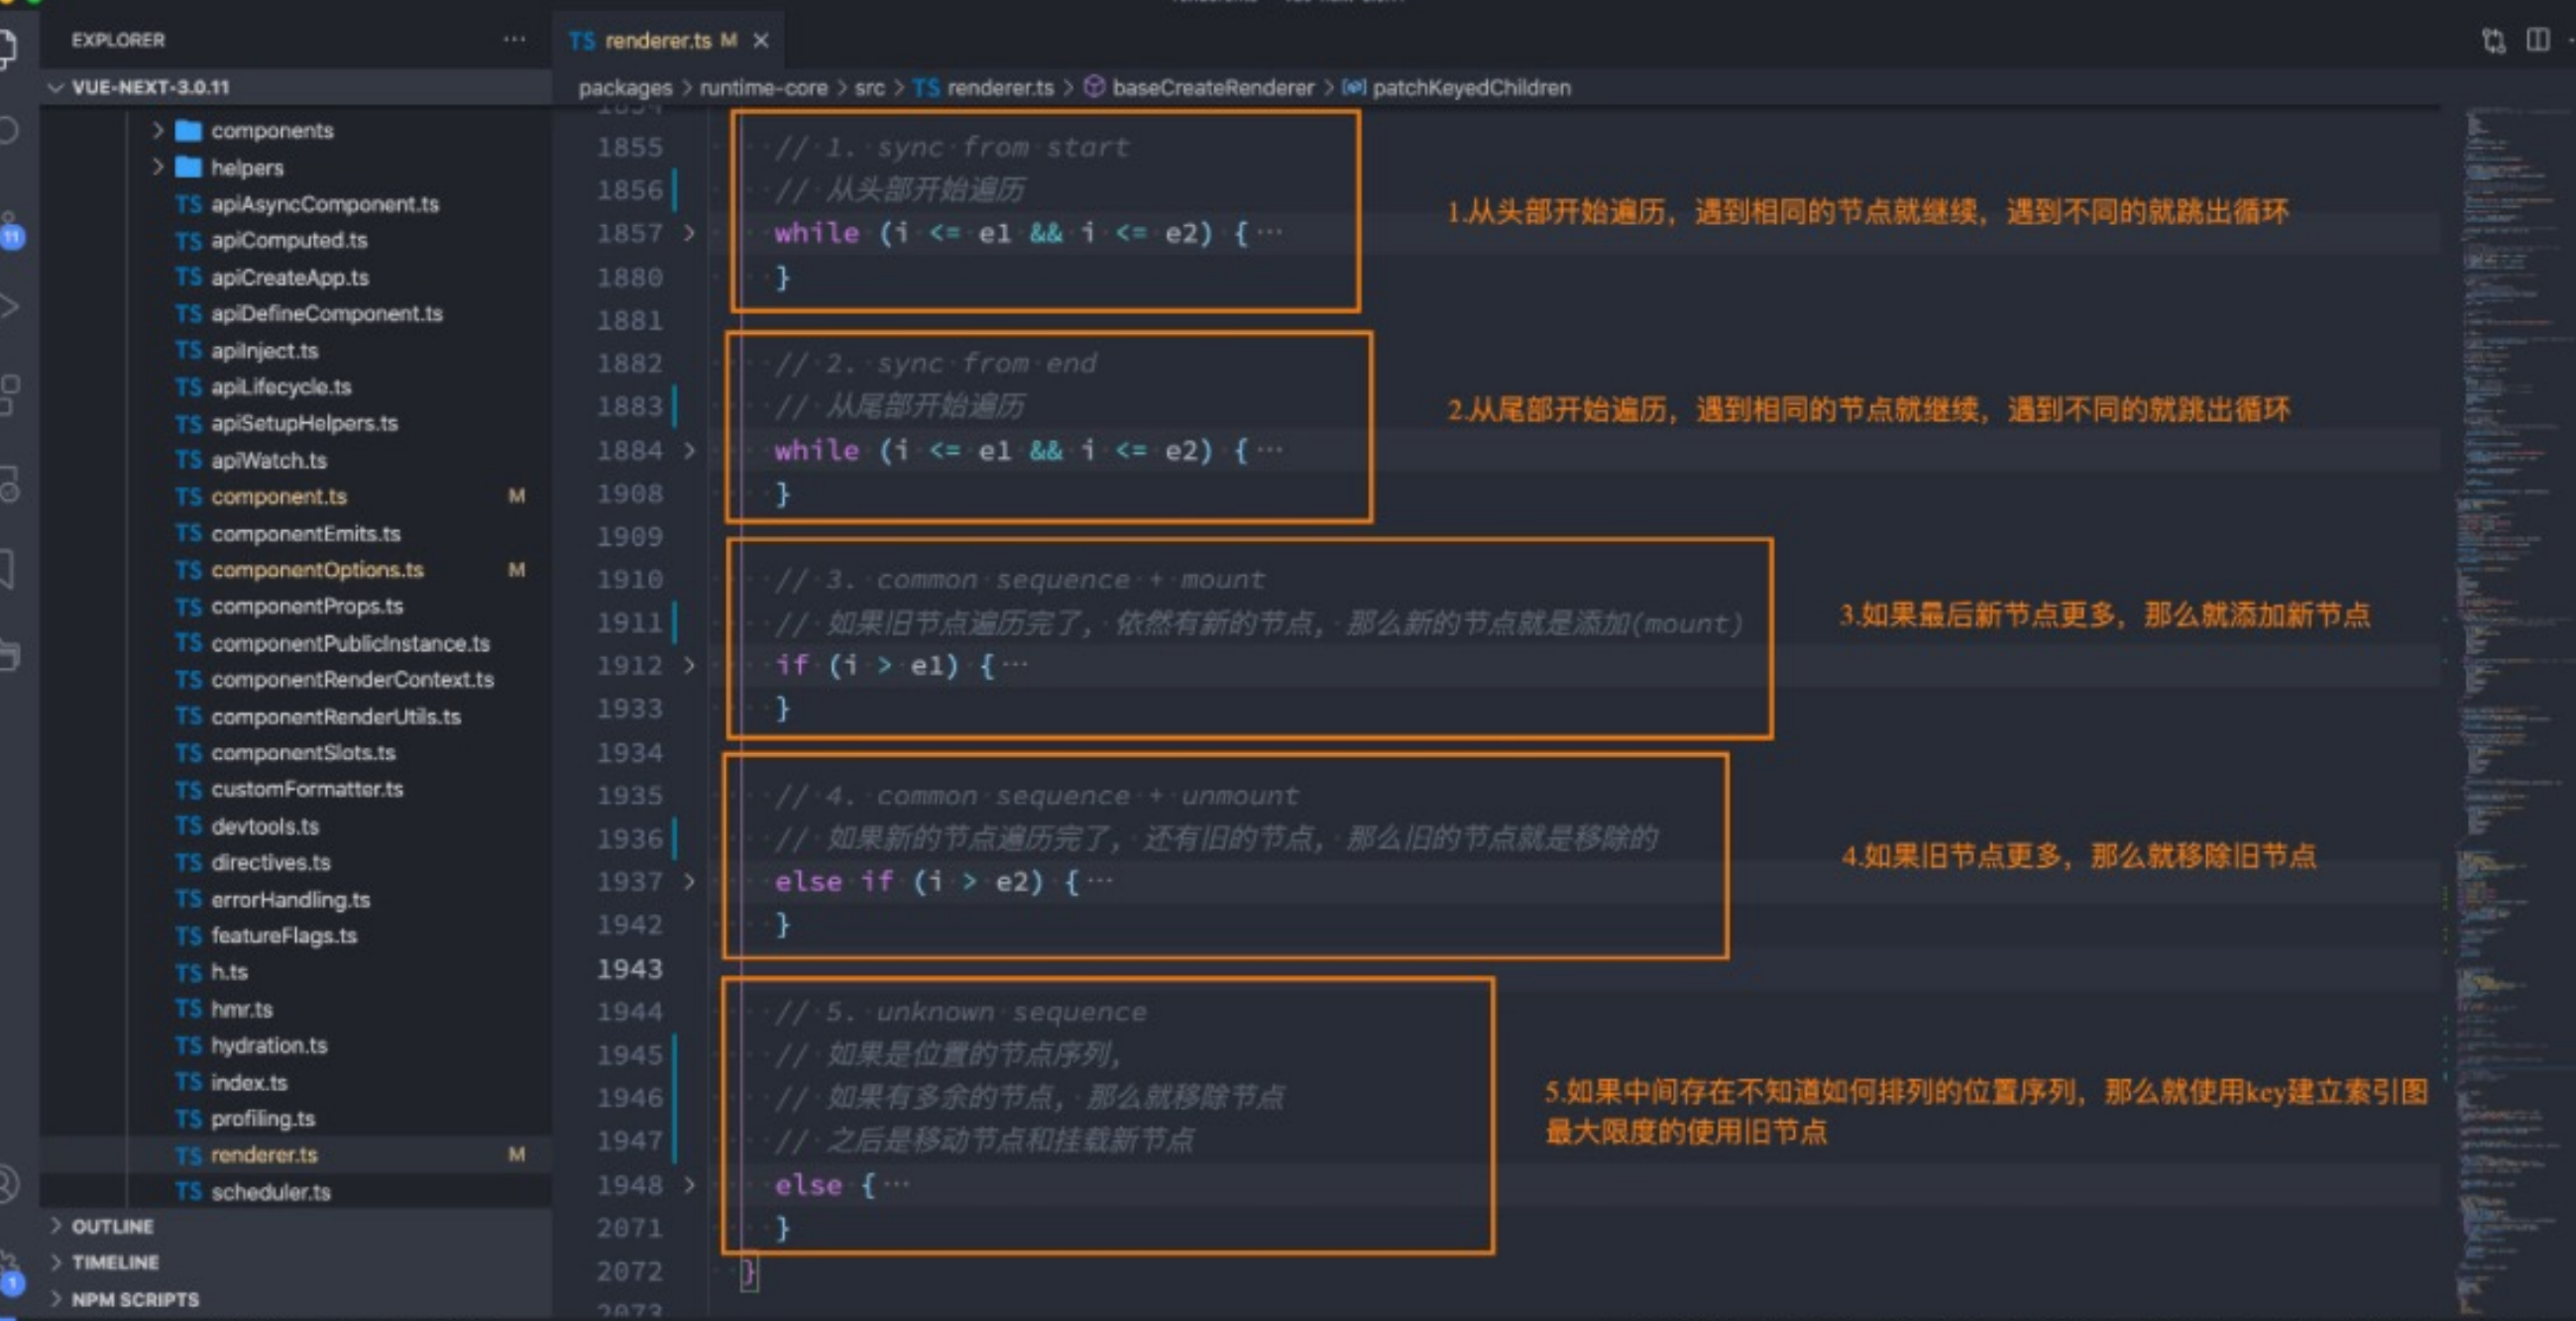 EXPLORER
VUE-NEXT-3.0.11
components
helpers
TS apiAsyncComponent.ts
TS apiComputed.ts
TS apiCreateApp.ts
TS apiDefineComponent.ts
TS apiInject.ts
TS apiLifecycle.ts
TS apiSetupHelpers.ts
TS apiWatch.ts
TS component.ts M
TS componentEmits.ts
TS componentOptions.ts M
TS componentProps.ts
TS componentPublicInstance.ts
TS componentRenderContext.ts
TS componentRenderUtils.ts
TS componentSlots.ts
TS customFormatter.ts
TS devtools.ts
TS directives.ts
TS errorHandling.ts
TS featureFlags.ts
TS h.ts
TS hmr.ts
TS hydration.ts
TS index.ts
TS profiling.ts
TS renderer.ts M
TS scheduler.ts
OUTLINE
TIMELINE
NPM SCRIPTS
11
1
TS renderer.ts M
packages > runtime-core > src > TS renderer.ts > baseCreateRenderer > patchKeyedChildren
1854
1855 // 1. sync from start
1856 // 从头部开始遍历
1857 while (i <= e1 && i <= e2) {···
1880 }
1881
1882 // 2. sync from end
1883 // 从尾部开始遍历
1884 while (i <= e1 && i <= e2) {···
1908 }
1909
1910 // 3. common sequence + mount
1911 // 如果旧节点遍历完了, 依然有新的节点, 那么新的节点就是添加(mount)
1912 if (i > e1) {···
1933 }
1934
1935 // 4. common sequence + unmount
1936 // 如果新的节点遍历完了, 还有旧的节点, 那么旧的节点就是移除的
1937 else if (i > e2) {···
1942 }
1943
1944 // 5. unknown sequence
1945 // 如果是位置的节点序列,
1946 // 如果有多余的节点, 那么就移除节点
1947 // 之后是移动节点和挂载新节点
1948 else {···
2071 }
2072 }
2073
1.从头部开始遍历，遇到相同的节点就继续，遇到不同的就跳出循环
2.从尾部开始遍历，遇到相同的节点就继续，遇到不同的就跳出循环
3.如果最后新节点更多，那么就添加新节点
4.如果旧节点更多，那么就移除旧节点
5.如果中间存在不知道如何排列的位置序列，那么就使用key建立索引图
最大限度的使用旧节点